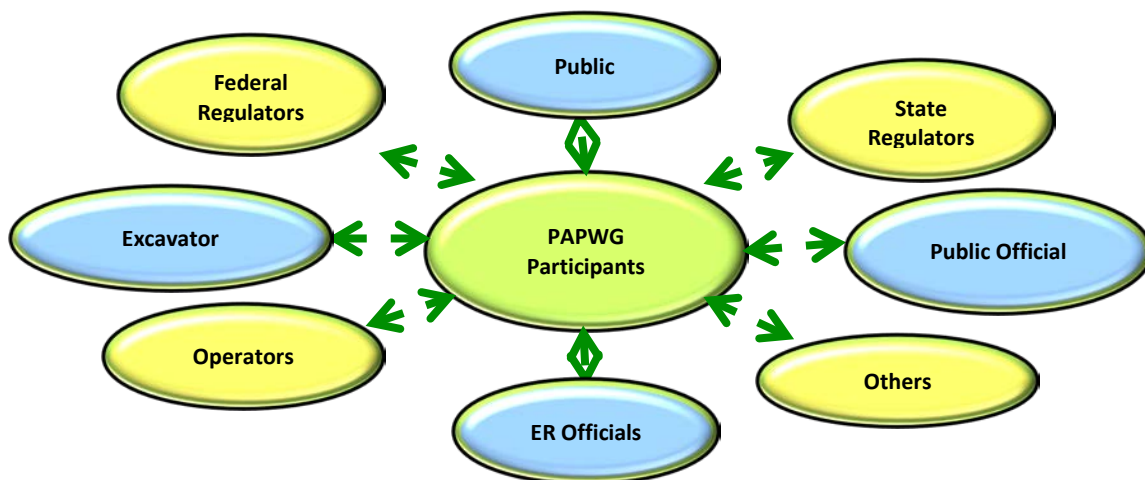 Public
Federal
Regulators
State
Regulators
Excavator
PAPWG
Participants
Public Official
Operators
Others
ER Officials